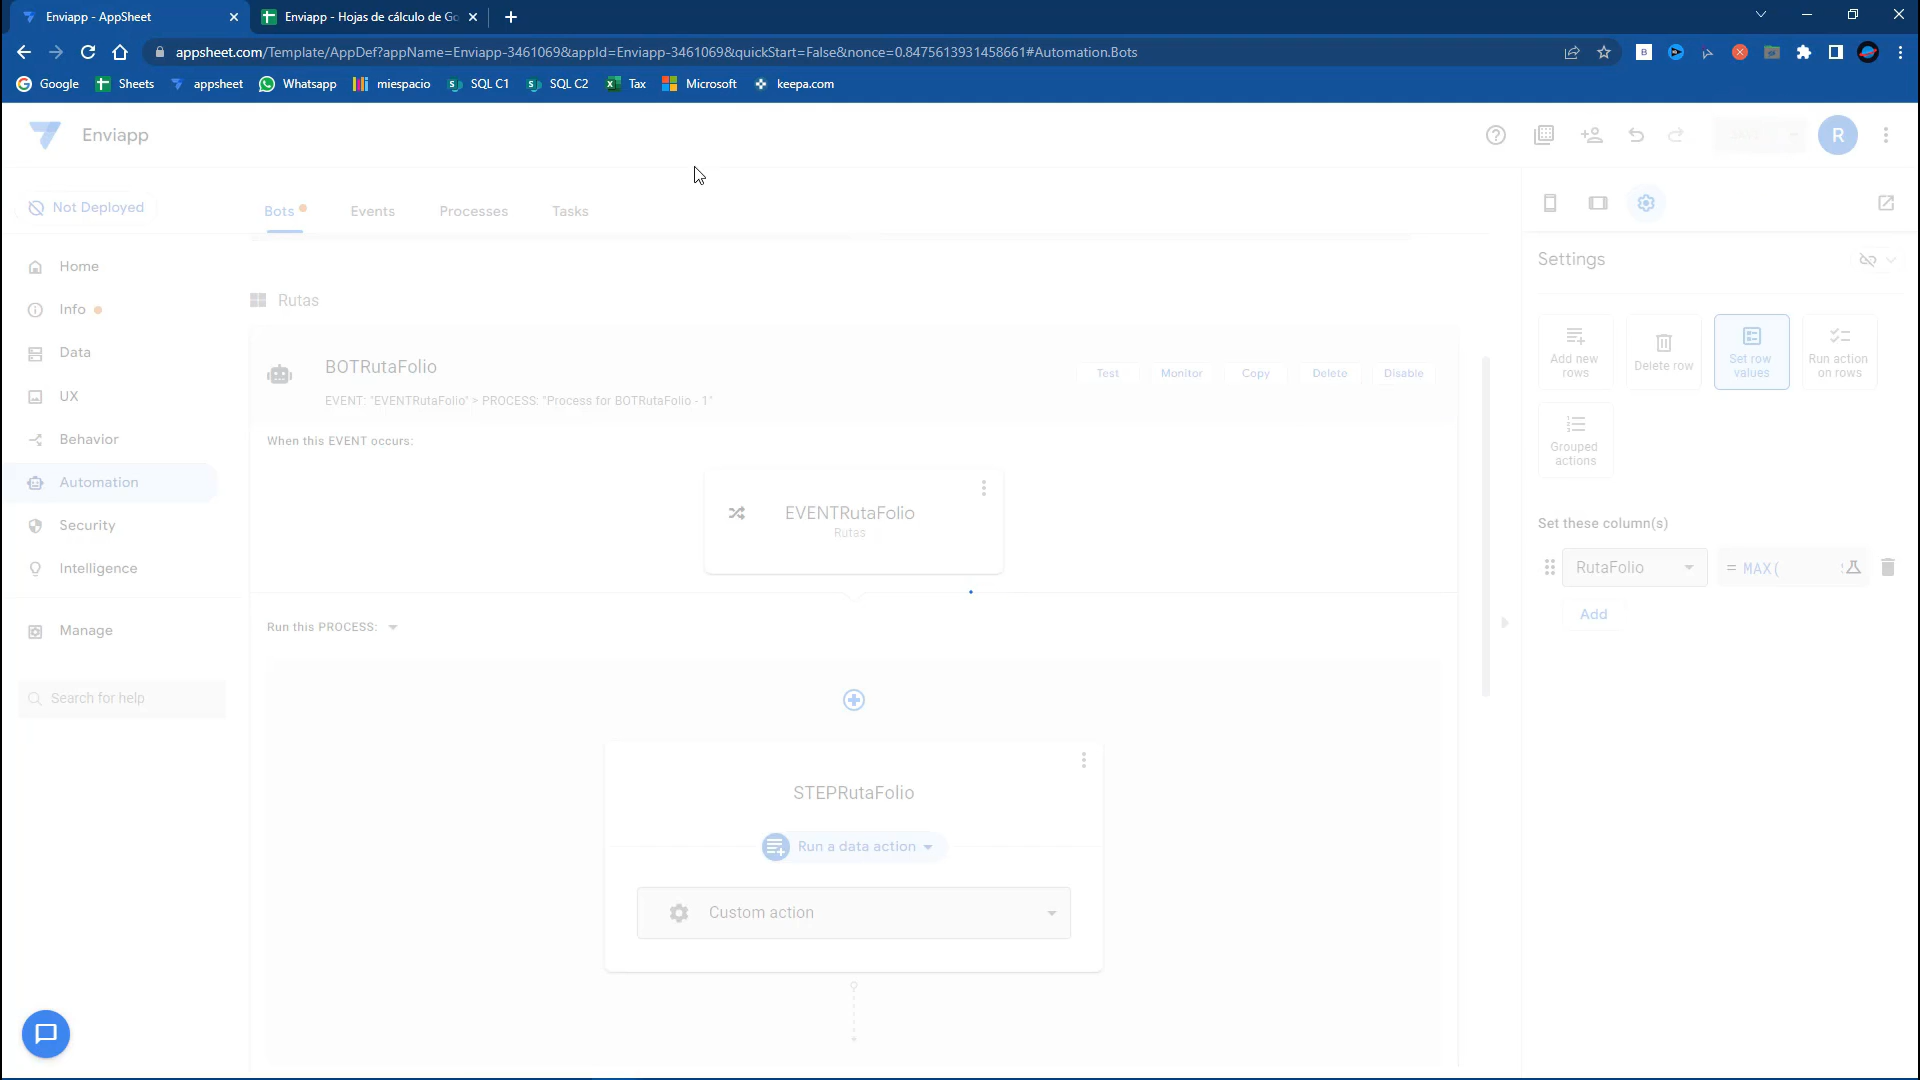 Enviapp - AppSheet
Enviapp - Hojas de cálculo de Go
appsheet.com/Template/AppDef?appName=Enviapp-3461069&appId=Enviapp-3461069&quickStart=False&nonce=0.8475613931458661#Automation.Bots
Google
Sheets
appsheet
Whatsapp
miespacio
SQL C1
SQL C2
Tax
Microsoft
keepa.com
Enviapp
R
Not Deployed
Bots
Events
Processes
Tasks
Home
Info
Data
UX
Behavior
Automation
Security
Intelligence
Manage
Search for help
Rutas
BOTRutaFolio
EVENT: "EVENTRutaFolio" > PROCESS: "Process for BOTRutaFolio - 1"
Test
Monitor
Copy
Delete
Disable
When this EVENT occurs:
EVENTRutaFolio
Rutas
Run this PROCESS:
STEPRutaFolio
Run a data action
Custom action
Settings
Add new
rows
Delete row
Set row
values
Run action
on rows
Grouped
actions
Set these column(s)
RutaFolio
= MAX(
Add